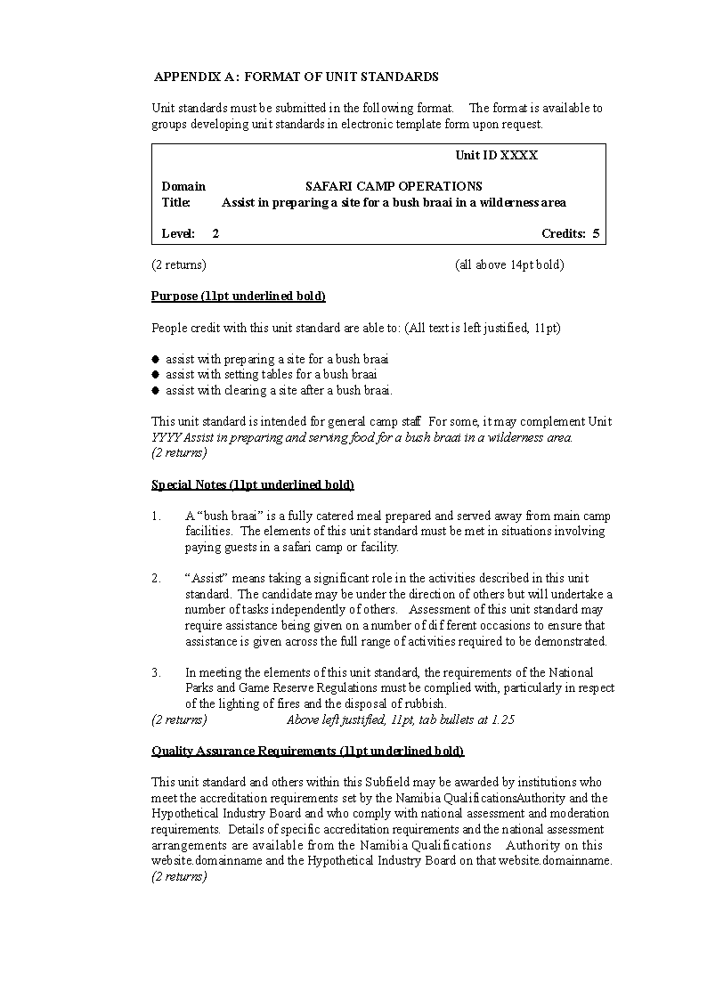 APPENDIX A: FORMAT OF UNIT STANDARDS
Unit standards must be submitted in the following format. The format is available to
groups developing unit standards in electronic template form upon request.
Unit ID XXXX
Domain SAFARI CAMP OPERATIONS
Title: Assist in preparing a site for a bush braai in a wilderness area
Level: 2 Credits: 5
(2 returns) (all above 14pt bold)
Purpose (11pt underlined bold)
People credit with this unit standard are able to: (All text is left justified, 11pt)
● assist with preparing a site for a bush braai
● assist with setting tables for a bush braai
● assist with clearing a site after a bush braai.
This unit standard is intended for general camp staff For some, it may complement Unit
YYYY Assist in preparing and serving food for a bush braai in a wilderness area.
(2 returns)
Special Notes (11pt underlined bold)
1. A “bush braai” is a fully catered meal prepared and served away from main camp
facilities. The elements of this unit standard must be met in situations involving
paying guests in a safari camp or facility.
2. “Assist” means taking a significant role in the activities described in this unit
standard. The candidate may be under the direction of others but will undertake a
number of tasks independently of others. Assessment of this unit standard may
require assistance being given on a number of different occasions to ensure that
assistance is given across the full range of activities required to be demonstrated.
3. In meeting the elements of this unit standard, the requirements of the National
Parks and Game Reserve Regulations must be complied with, particularly in respect
of the lighting of fires and the disposal of rubbish.
(2 returns) Above left justified, 11pt, tab bullets at 1.25
Quality Assurance Requirements (11pt underlined bold)
This unit standard and others within this Subfield may be awarded by institutions who
meet the accreditation requirements set by the Namibia QualificationsAuthority and the
Hypothetical Industry Board and who comply with national assessment and moderation
requirements. Details of specific accreditation requirements and the national assessment
arrangements are available from the Namibia Qualifications Authority on this
website.domainname and the Hypothetical Industry Board on that website.domainname.
(2 returns)